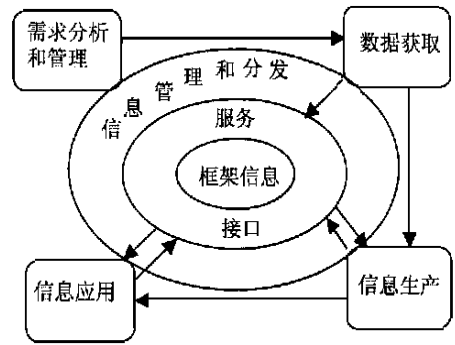 需求分析
和管理
数据获取
信息管理和分发
服务
框架信息
接口
信息应用
信息生产